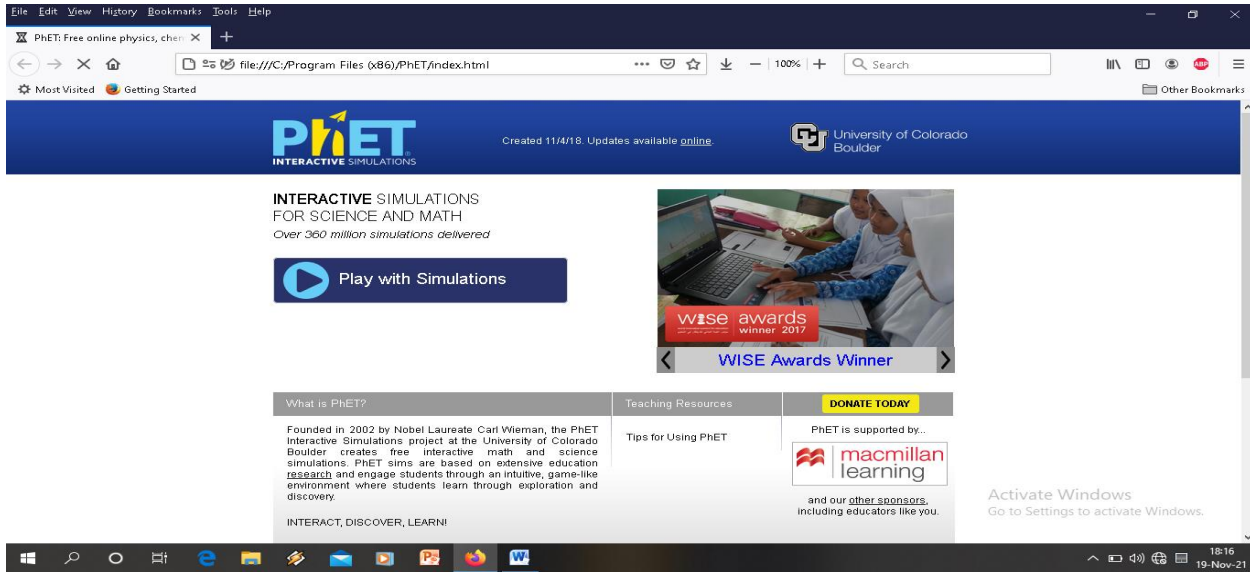 File Edit View History Bookmarks Tools Help
PhET: Free online physics, chem
file:///C:/Program Files (x86)/PhET/index.html
100%
Search
Most Visited
Getting Started
Other Bookmarks
PhET
INTERACTIVE SIMULATIONS
Created 11/4/18. Updates available online.
CU
University of Colorado
Boulder
INTERACTIVE SIMULATIONS
FOR SCIENCE AND MATH
Over 360 million simulations delivered
Play with Simulations
wise awards
winner 2017
WISE Awards Winner
What is PhET?
Founded in 2002 by Nobel Laureate Carl Wieman, the PhET
Interactive Simulations project at the University of Colorado
Boulder creates free interactive math and science
simulations. PhET sims are based on extensive education
research and engage students through an intuitive, game-like
environment where students learn through exploration and
discovery.
INTERACT, DISCOVER, LEARN!
Teaching Resources
Tips for Using PhET
DONATE TODAY
PhET is supported by...
macmillan
learning
and our other sponsors,
including educators like you.
Activate Windows
Go to Settings to activate Windows.
18:16
19-Nov-21